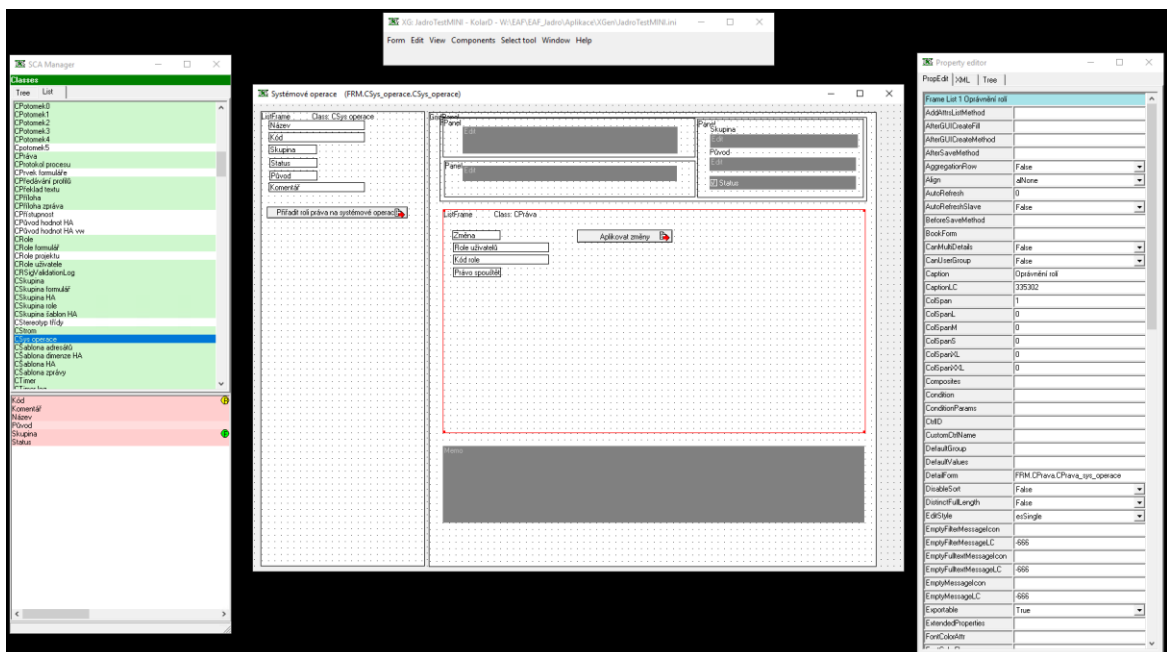 XG: JadroTestMINI - KolarD - W:\EAF\EAF_Jadro\Aplikace\XGen\JadroTestMINI.ini
Form Edit View Components Select tool Window Help
SCA Manager
Classes
Tree List
CPotomek0
CPotomek1
CPotomek2
CPotomek3
CPotomek4
Cpotomek5
CPráva
CProtokol procesu
CPrvek formuláře
CPředávání profilů
CPřeklad textu
CPříloha
CPříloha zpráva
CPřístupnost
CPůvod hodnot HA
CPůvod hodnot HA vw
CRole
CRole formulář
CRole projektu
CRole uživatele
CRSigValidationLog
CSkupina
CSkupina formulář
CSkupina HA
CSkupina role
CSkupina šablon HA
CStereotyp třídy
CStrom
CSys operace
CŠablona adresátů
CŠablona dimenze HA
CŠablona HA
CŠablona zprávy
CTimer
CTimer log
Kód
Komentář
Název
Původ
Skupina
Status
Systémové operace (FRM.CSys_operace.CSys_operace)
ListFrame Class: CSys operace
Název
Kód
Skupina
Status
Původ
Komentář
Přiřadit roli práva na systémové operac
Panel
Edit
Panel
Edit
Panel
Skupina
Edit
Původ
Edit
Status
ListFrame Class: CPráva
Změna
Role uživatelů
Kód role
Právo spouštět
Aplikovat změny
Memo
Property editor
PropEdit XML Tree
Frame List 1 Oprávnění rolí
AddAttrsListMethod
AfterGUICreateFill
AfterGUICreateMethod
AfterSaveMethod
AggregationRow False
Align alNone
AutoRefresh 0
AutoRefreshSlave False
BeforeSaveMethod
BookForm
CanMultiDetails False
CanUserGroup False
Caption Oprávnění rolí
CaptionLC 335302
ColSpan 1
ColSpanL 0
ColSpanM 0
ColSpanS 0
ColSpanXL 0
ColSpanXXL 0
Composites
Condition
ConditionParams
CtrlID
CustomCtrlName
DefaultGroup
DefaultValues
DetailForm FRM.CPrava.CPrava_sys_operace
DisableSort False
DistinctFullLength False
EditStyle esSingle
EmptyFilterMessageIcon
EmptyFilterMessageLC -666
EmptyFulltextMessageIcon
EmptyFulltextMessageLC -666
EmptyMessageIcon
EmptyMessageLC -666
Exportable True
ExtendedProperties
FontColorAttr